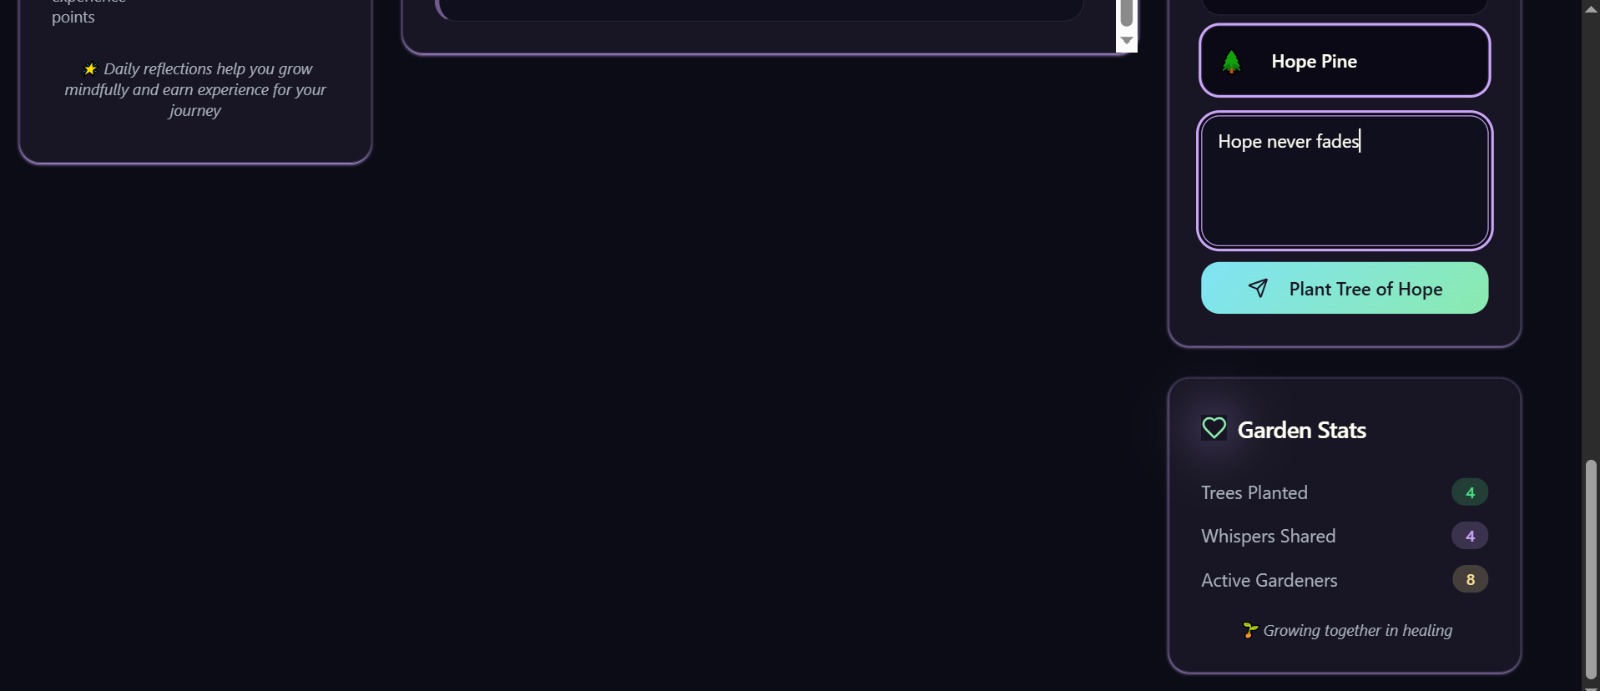 points
⭐ Daily reflections help you grow
mindfully and earn experience for your
journey
Hope Pine
Hope never fades
Plant Tree of Hope
Garden Stats
Trees Planted 4
Whispers Shared 4
Active Gardeners 8
🌱 Growing together in healing